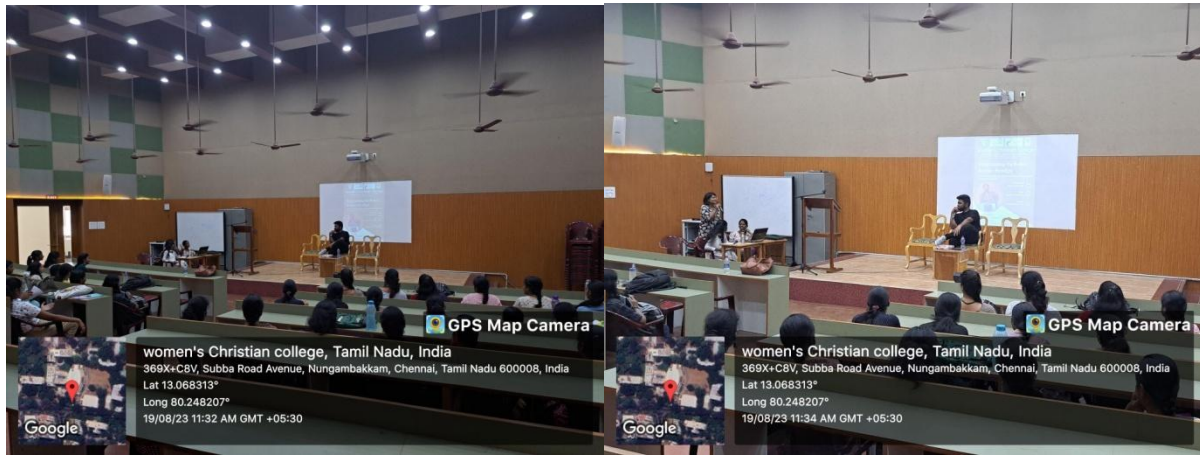 GPS Map Camera
women's Christian college, Tamil Nadu, India
369X+C8V, Subba Road Avenue, Nungambakkam, Chennai, Tamil Nadu 600008, India
Lat 13.068313°
Long 80.248207°
19/08/23 11:32 AM GMT +05:30
Google
GPS Map Camera
women's Christian college, Tamil Nadu, India
369X+C8V, Subba Road Avenue, Nungambakkam, Chennai, Tamil Nadu 600008, India
Lat 13.068313°
Long 80.248207°
19/08/23 11:34 AM GMT +05:30
Google